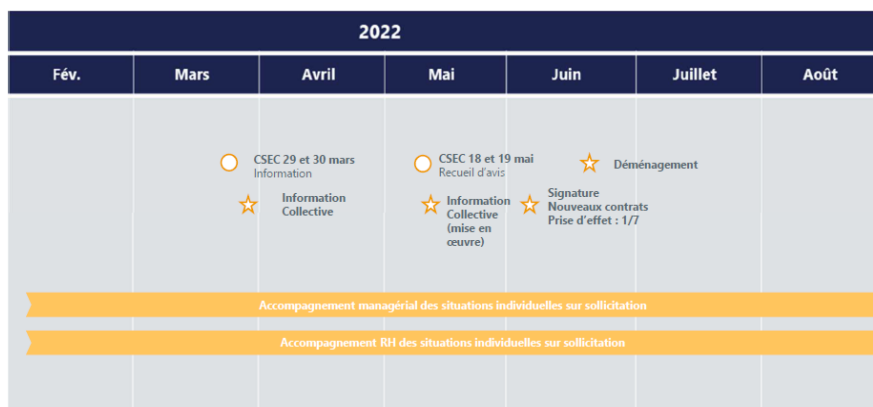 2022
Fév.
Mars
Avril
Mai
Juin
Juillet
Août
CSEC 29 et 30 mars
Information
CSEC 18 et 19 mai
Recueil d'avis
Déménagement
Information
Collective
Information
Collective
(mise en
œuvre)
Signature
Nouveaux contrats
Prise d'effet : 1/7
Accompagnement managérial des situations individuelles sur sollicitation
Accompagnement RH des situations individuelles sur sollicitation